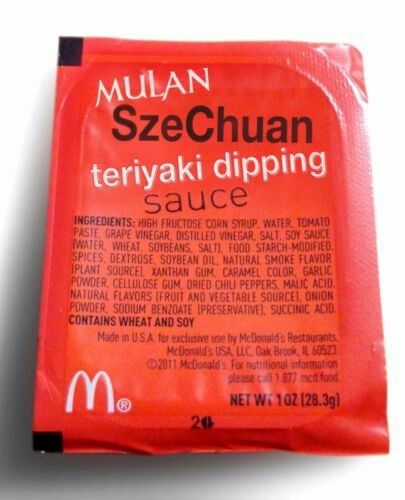 MULAN
SzeChuan
teriyaki dipping
sauce
INGREDIENTS: HIGH FRUCTOSE CORN SYRUP, WATER, TOMATO
PASTE, GRAPE VINEGAR, DISTILLED VINEGAR, SALT, SOY SAUCE
(WATER, WHEAT, SOYBEANS, SALT), FOOD STARCH-MODIFIED,
SPICES, DEXTROSE, SOYBEAN OIL, NATURAL SMOKE FLAVOR
(PLANT SOURCE), XANTHAN GUM, CARAMEL COLOR, GARLIC
POWDER, CELLULOSE GUM, DRIED CHILI PEPPERS, MALIC ACID,
NATURAL FLAVORS (FRUIT AND VEGETABLE SOURCE), ONION
POWDER, SODIUM BENZOATE (PRESERVATIVE), SUCCINIC ACID.
CONTAINS WHEAT AND SOY
Made in U.S.A. for exclusive use by McDonald's Restaurants.
McDonald's USA, LLC, Oak Brook, IL 60523
©2011 McDonald's. For nutritional information
please call 1.877.mcd.food
NET WT 1 OZ (28.3g)
M®
2